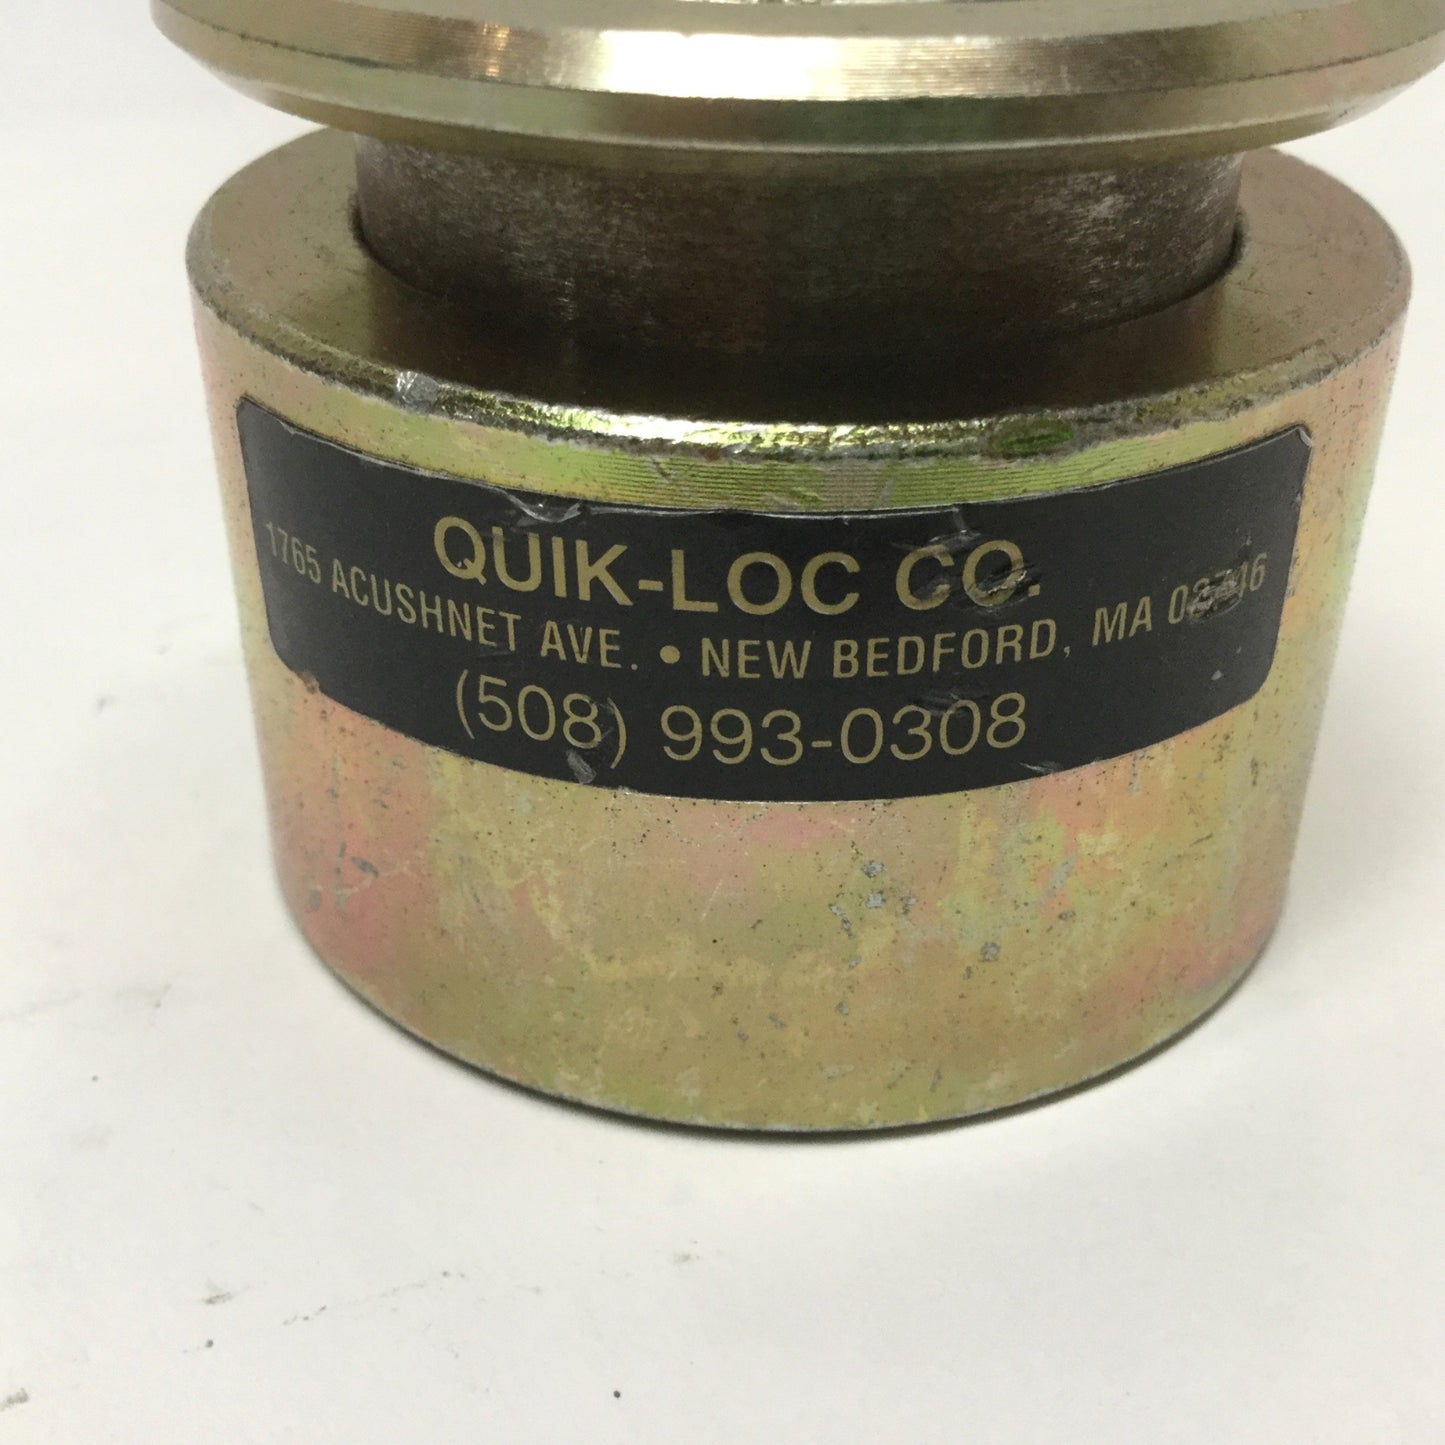 QUIK-LOC CO.
1765 ACUSHNET AVE. • NEW BEDFORD, MA
(508) 993-0308